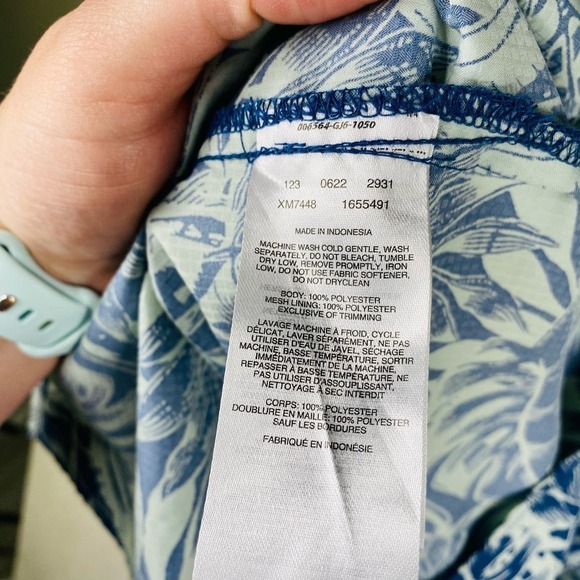 006564-GJ6-1050
123 0622 2931
XM7448 1655491
MADE IN INDONESIA
MACHINE WASH COLD GENTLE, WASH
SEPARATELY, DO NOT BLEACH, TUMBLE
DRY LOW, REMOVE PROMPTLY, IRON
LOW, DO NOT USE FABRIC SOFTENER,
DO NOT DRYCLEAN
BODY: 100% POLYESTER
MESH LINING: 100% POLYESTER
EXCLUSIVE OF TRIMMING
LAVAGE MACHINE À FROID, CYCLE
DÉLICAT, LAVER SÉPARÉMENT, NE PAS
UTILISER D'EAU DE JAVEL, SÉCHAGE
MACHINE, BASSE TEMPÉRATURE, SORTIR
IMMÉDIATEMENT DE LA MACHINE,
REPASSER À BASSE TEMPÉRATURE, NE
PAS UTILISER D'ASSOUPLISSANT.
NETTOYAGE À SEC INTERDIT
CORPS: 100% POLYESTER
DOUBLURE EN MAILLE: 100% POLYESTER
SAUF LES BORDURES
FABRIQUÉ EN INDONÉSIE